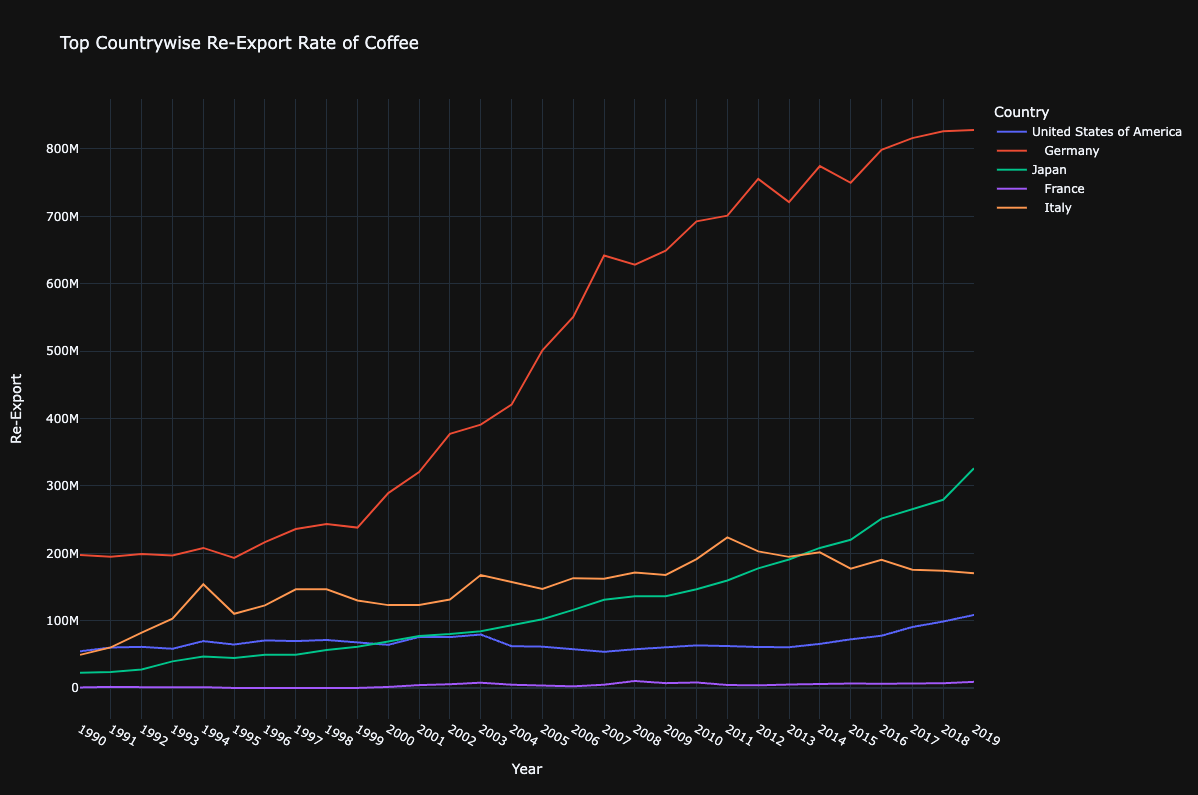 Top Countrywise Re-Export Rate of Coffee
Country
United States of America
Germany
Japan
France
Italy
Re-Export
800M
700M
600M
500M
400M
300M
200M
100M
0
1990 1991 1992 1993 1994 1995 1996 1997 1998 1999 2000 2001 2002 2003 2004 2005 2006 2007 2008 2009 2010 2011 2012 2013 2014 2015 2016 2017 2018 2019
Year